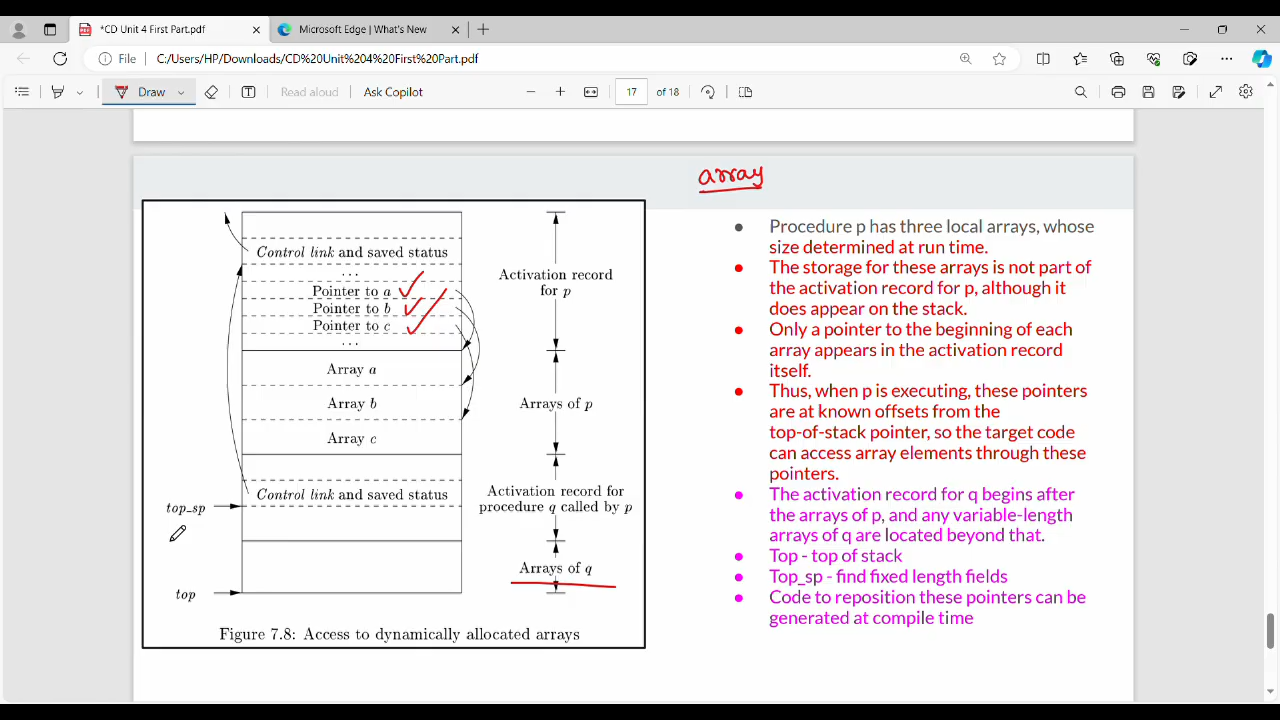 *CD Unit 4 First Part.pdf
Microsoft Edge | What's New
File
C:/Users/HP/Downloads/CD%20Unit%204%20First%20Part.pdf
Draw
Read aloud
Ask Copilot
17
of 18
array
Control link and saved status
...
Pointer to a
Pointer to b
Pointer to c
...
Activation record
for p
Array a
Array b
Array c
Arrays of p
Control link and saved status
Activation record for
procedure q called by p
top_sp
Arrays of q
top
Figure 7.8: Access to dynamically allocated arrays
● Procedure p has three local arrays, whose
size determined at run time.
● The storage for these arrays is not part of
the activation record for p, although it
does appear on the stack.
● Only a pointer to the beginning of each
array appears in the activation record
itself.
● Thus, when p is executing, these pointers
are at known offsets from the
top-of-stack pointer, so the target code
can access array elements through these
pointers.
● The activation record for q begins after
the arrays of p, and any variable-length
arrays of q are located beyond that.
● Top - top of stack
● Top_sp - find fixed length fields
● Code to reposition these pointers can be
generated at compile time